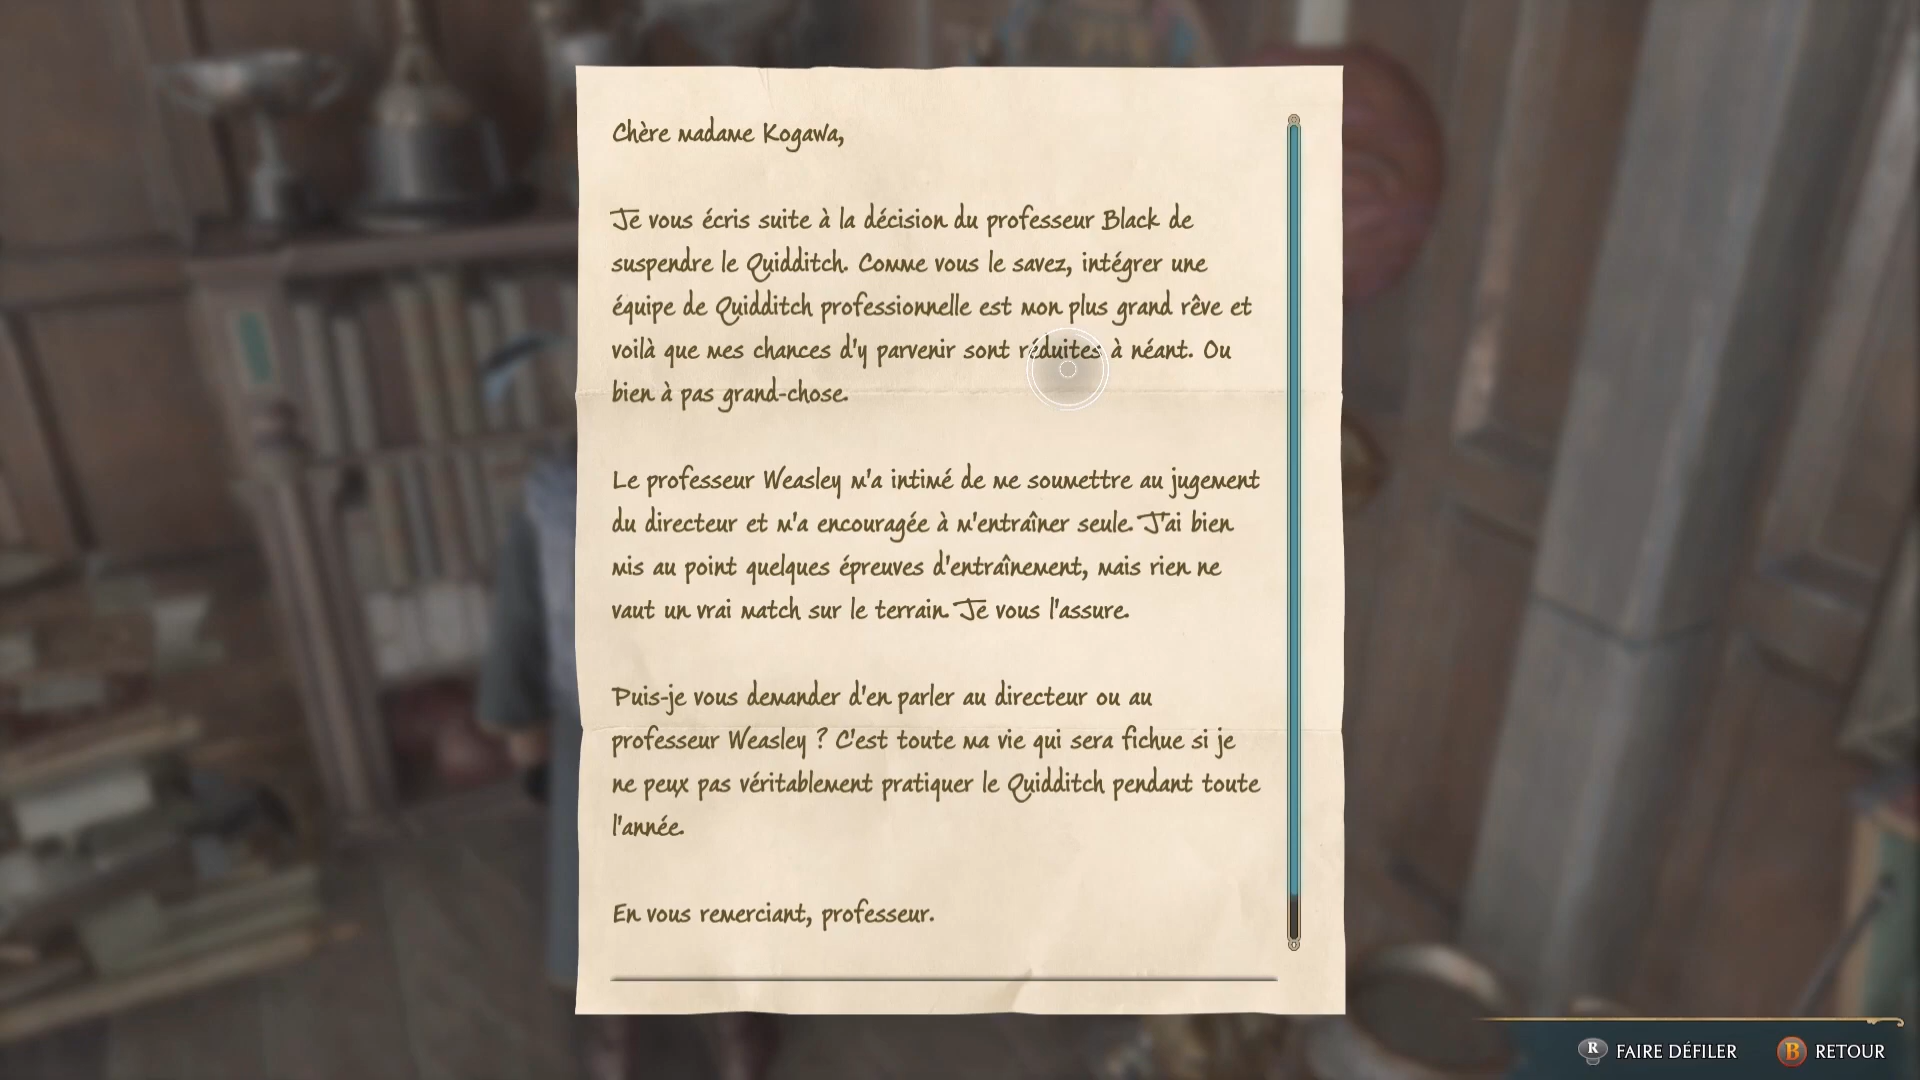 Chère madame Kogawa,
Je vous écris suite à la décision du professeur Black de
suspendre le Quidditch. Comme vous le savez, intégrer une
équipe de Quidditch professionnelle est mon plus grand rêve et
voilà que mes chances d'y parvenir sont réduites à néant. Ou
bien à pas grand-chose.
Le professeur Weasley m'a intimé de me soumettre au jugement
du directeur et m'a encouragée à m'entraîner seule. J'ai bien
mis au point quelques épreuves d'entraînement, mais rien ne
vaut un vrai match sur le terrain. Je vous l'assure.
Puis-je vous demander d'en parler au directeur ou au
professeur Weasley ? C'est toute ma vie qui sera fichue si je
ne peux pas véritablement pratiquer le Quidditch pendant toute
l'année.
En vous remerciant, professeur.
R FAIRE DÉFILER B RETOUR